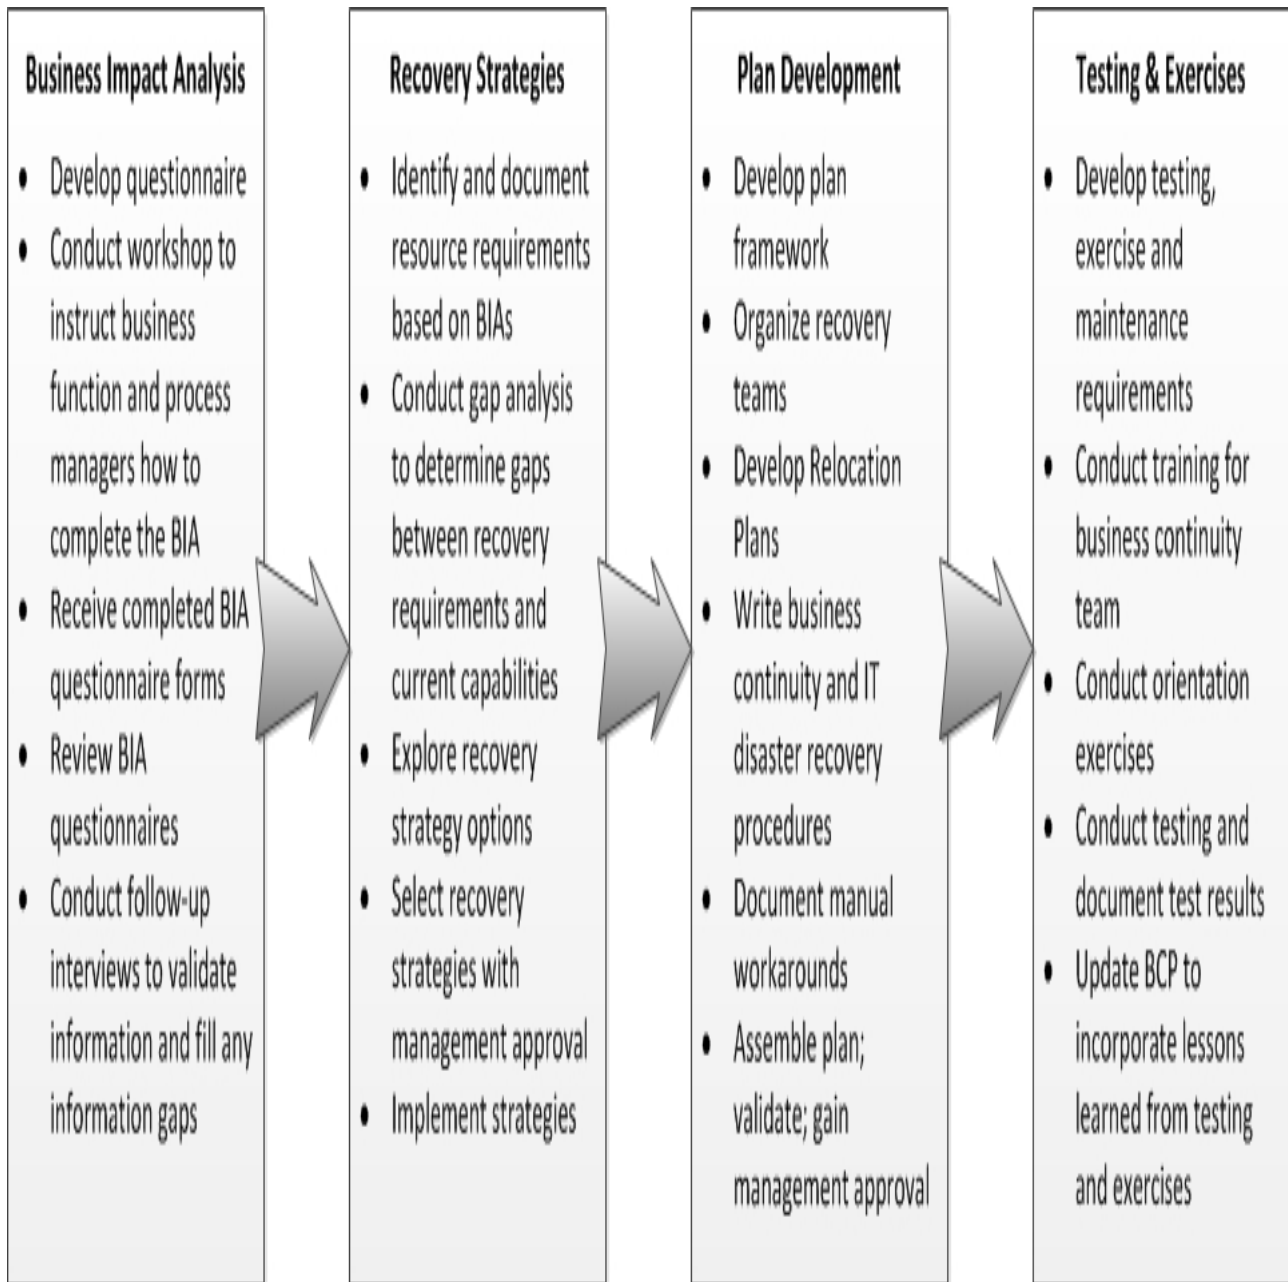 Business Impact Analysis
• Develop questionnaire
• Conduct workshop to
instruct business
function and process
managers how to
complete the BIA
• Receive completed BIA
questionnaire forms
• Review BIA
questionnaires
• Conduct follow-up
interviews to validate
information and fill any
information gaps
Recovery Strategies
• Identify and document
resource requirements
based on BIAs
• Conduct gap analysis
to determine gaps
between recovery
requirements and
current capabilities
• Explore recovery
strategy options
• Select recovery
strategies with
management approval
• Implement strategies
Plan Development
• Develop plan
framework
• Organize recovery
teams
• Develop Relocation
Plans
• Write business
continuity and IT
disaster recovery
procedures
• Document manual
workarounds
• Assemble plan;
validate; gain
management approval
Testing & Exercises
• Develop testing,
exercise and
maintenance
requirements
• Conduct training for
business continuity
team
• Conduct orientation
exercises
• Conduct testing and
document test results
• Update BCP to
incorporate lessons
learned from testing
and exercises